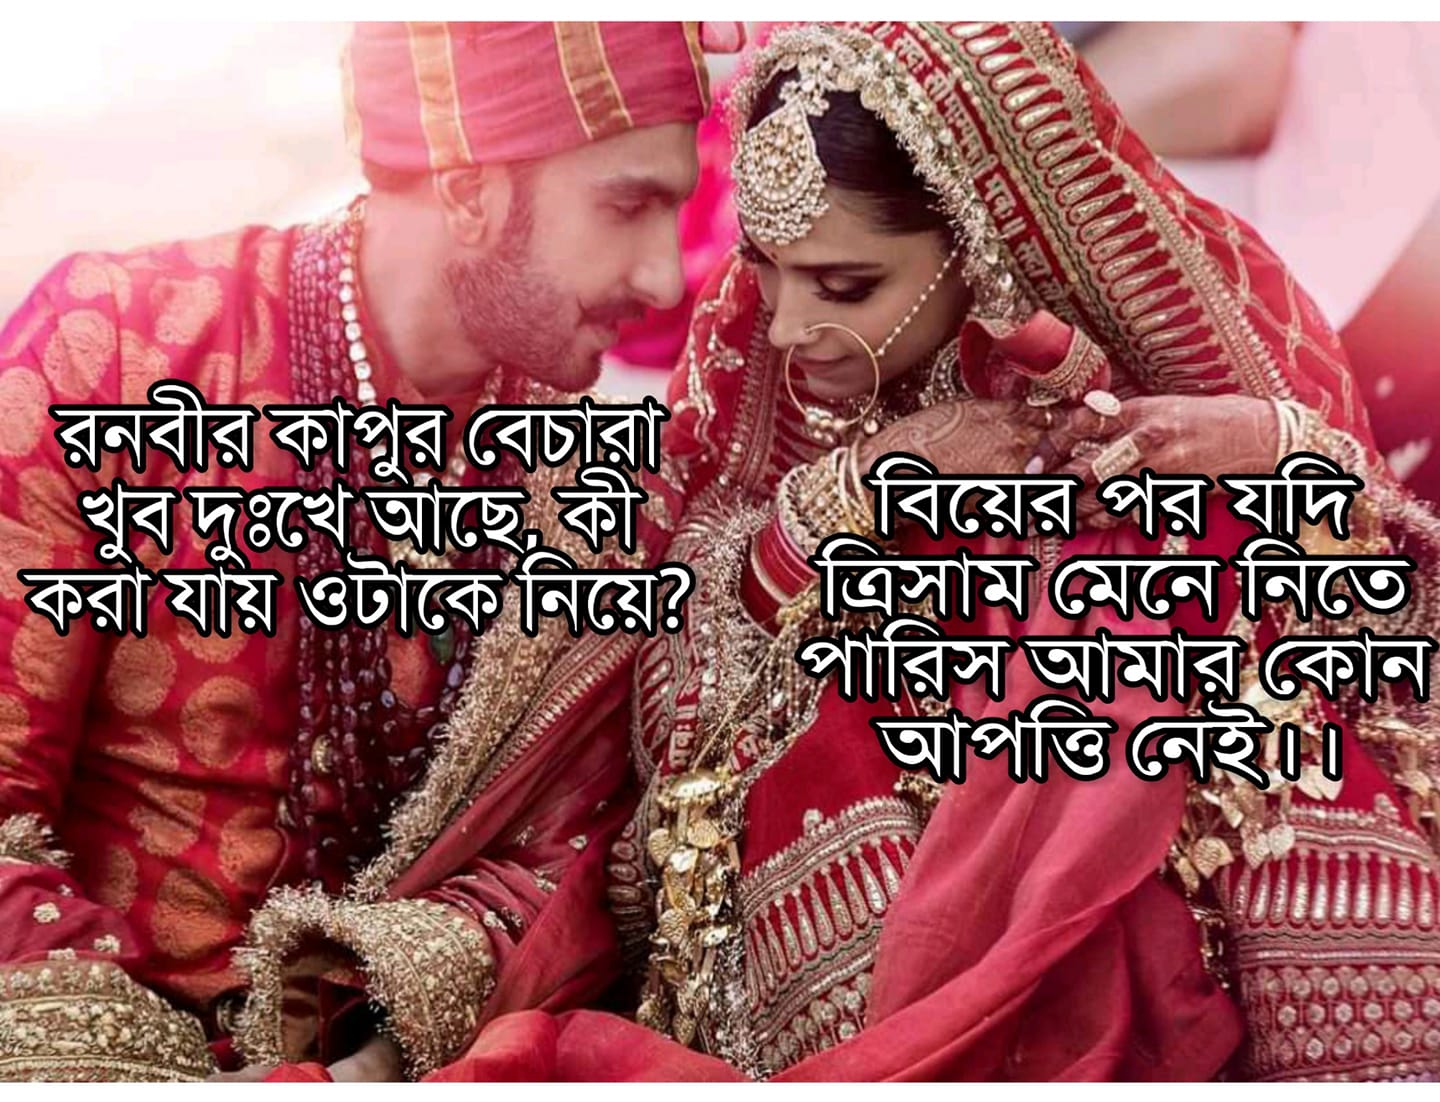 রনবীর কাপুর বেচারা
খুব দুঃখে আছে, কী
করা যায় ওটাকে নিয়ে?
বিয়ের পর যদি
ত্রিসাম মেনে নিতে
পারিস আমার কোন
আপত্তি নেই।।